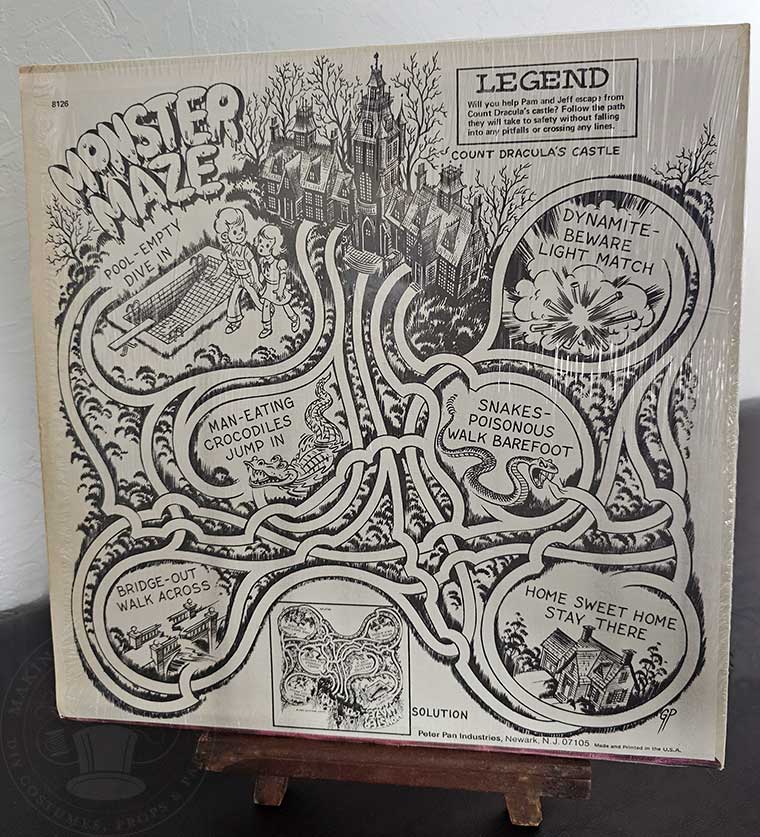 8126
MONSTER
MAZE
LEGEND
Will you help Pam and Jeff escape from
Count Dracula's castle? Follow the path
they will take to safety without falling
into any pitfalls or crossing any lines.
COUNT DRACULA'S CASTLE
POOL-EMPTY
DIVE IN
DYNAMITE-
BEWARE
LIGHT MATCH
MAN-EATING
CROCODILES
JUMP IN
SNAKES-
POISONOUS
WALK BAREFOOT
BRIDGE-OUT
WALK ACROSS
HOME SWEET HOME
STAY THERE
GP
SOLUTION
Peter Pan Industries, Newark, N. J. 07105 Made and Printed in the U.S.A.
COSTUMES, PROPS &